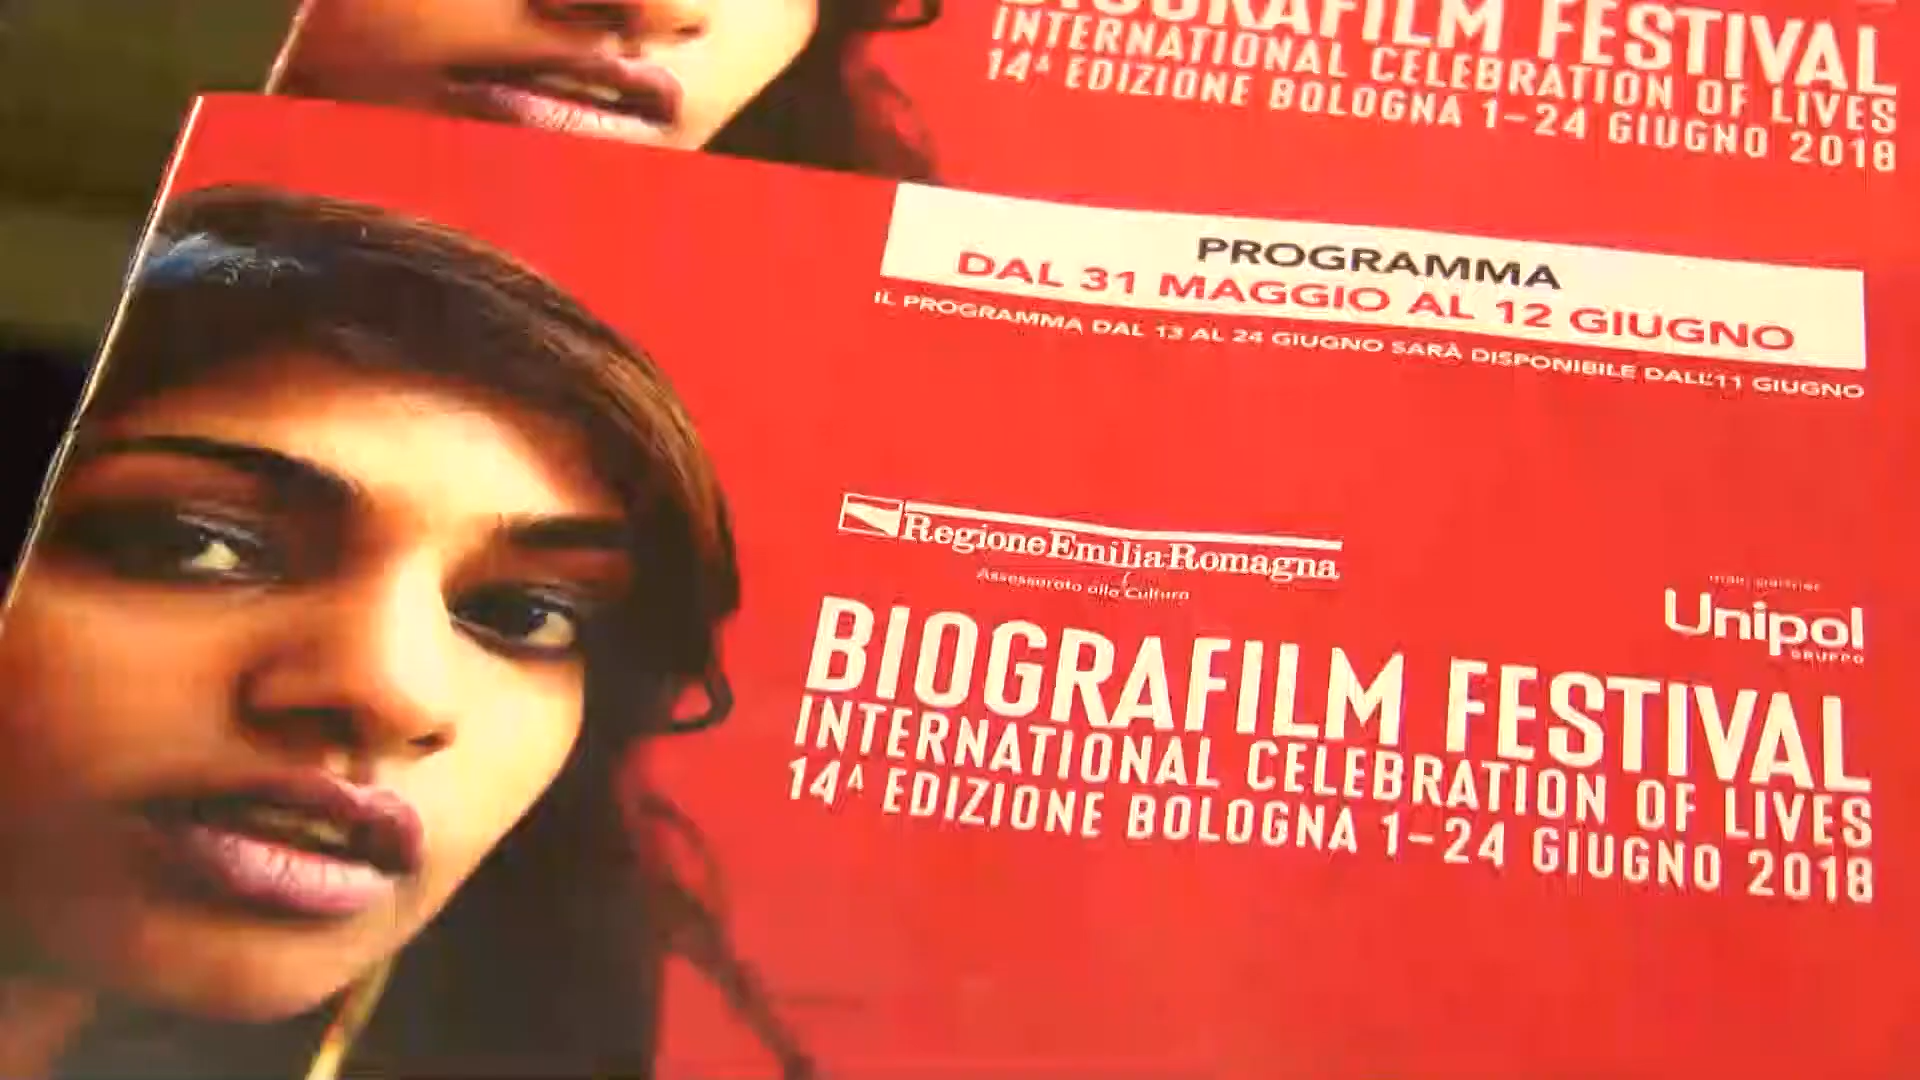 BIOGRAFILM FESTIVAL
INTERNATIONAL CELEBRATION OF LIVES
14ª EDIZIONE BOLOGNA 1-24 GIUGNO 2018
PROGRAMMA
DAL 31 MAGGIO AL 12 GIUGNO
IL PROGRAMMA DAL 13 AL 24 GIUGNO SARÀ DISPONIBILE DALL'11 GIUGNO
RegioneEmilia-Romagna
Assessorato alla Cultura
main partner
Unipol
GRUPPO
BIOGRAFILM FESTIVAL
INTERNATIONAL CELEBRATION OF LIVES
14ª EDIZIONE BOLOGNA 1-24 GIUGNO 2018